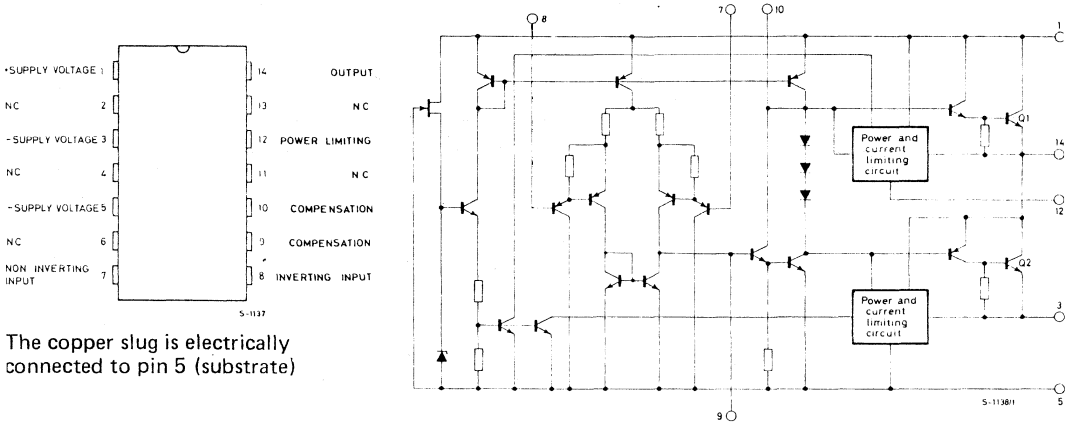 +SUPPLY VOLTAGE 1
NC 2
-SUPPLY VOLTAGE 3
NC 4
-SUPPLY VOLTAGE 5
NC 6
NON INVERTING
INPUT 7
14 OUTPUT
13 NC
12 POWER LIMITING
11 NC
10 COMPENSATION
9 COMPENSATION
8 INVERTING INPUT
S-1137
The copper slug is electrically
connected to pin 5 (substrate)
8
7
10
1
Q1
Power and
current
limiting
circuit
14
12
Q2
Power and
current
limiting
circuit
3
S-1138/1
5
9